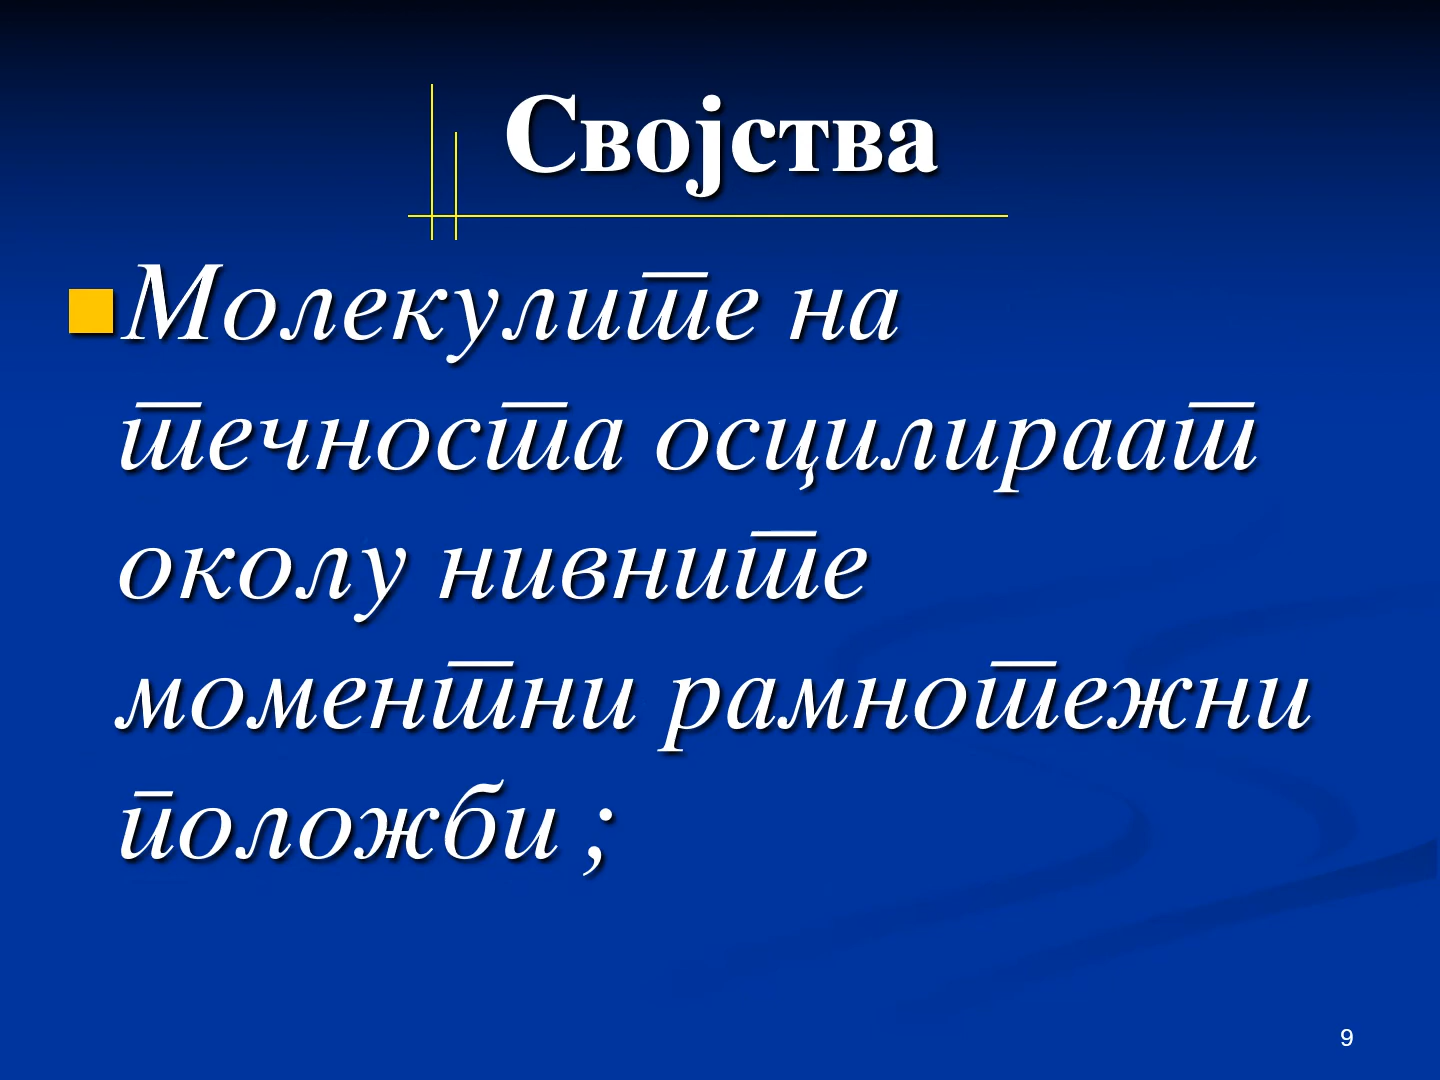 Својства
Молекулите на
течноста осцилираат
околу нивните
моментни рамнотежни
положби ;
9